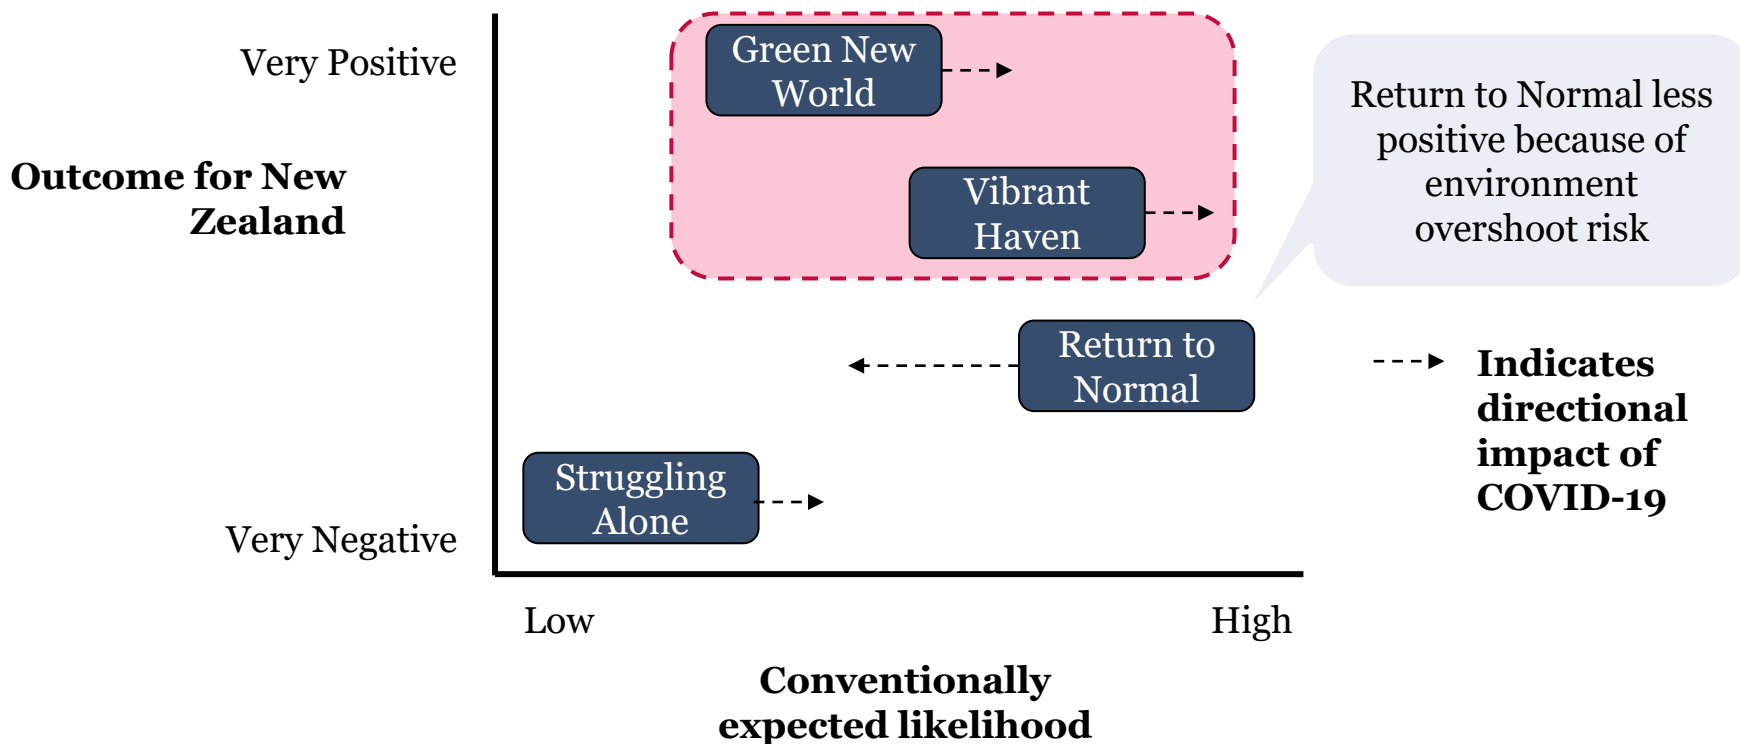 Very Positive
Outcome for New
Zealand
Very Negative
Green New
World
Vibrant
Haven
Return to
Normal
Struggling
Alone
Return to Normal less
positive because of
environment
overshoot risk
Indicates
directional
impact of
COVID-19
Low
High
Conventionally
expected likelihood